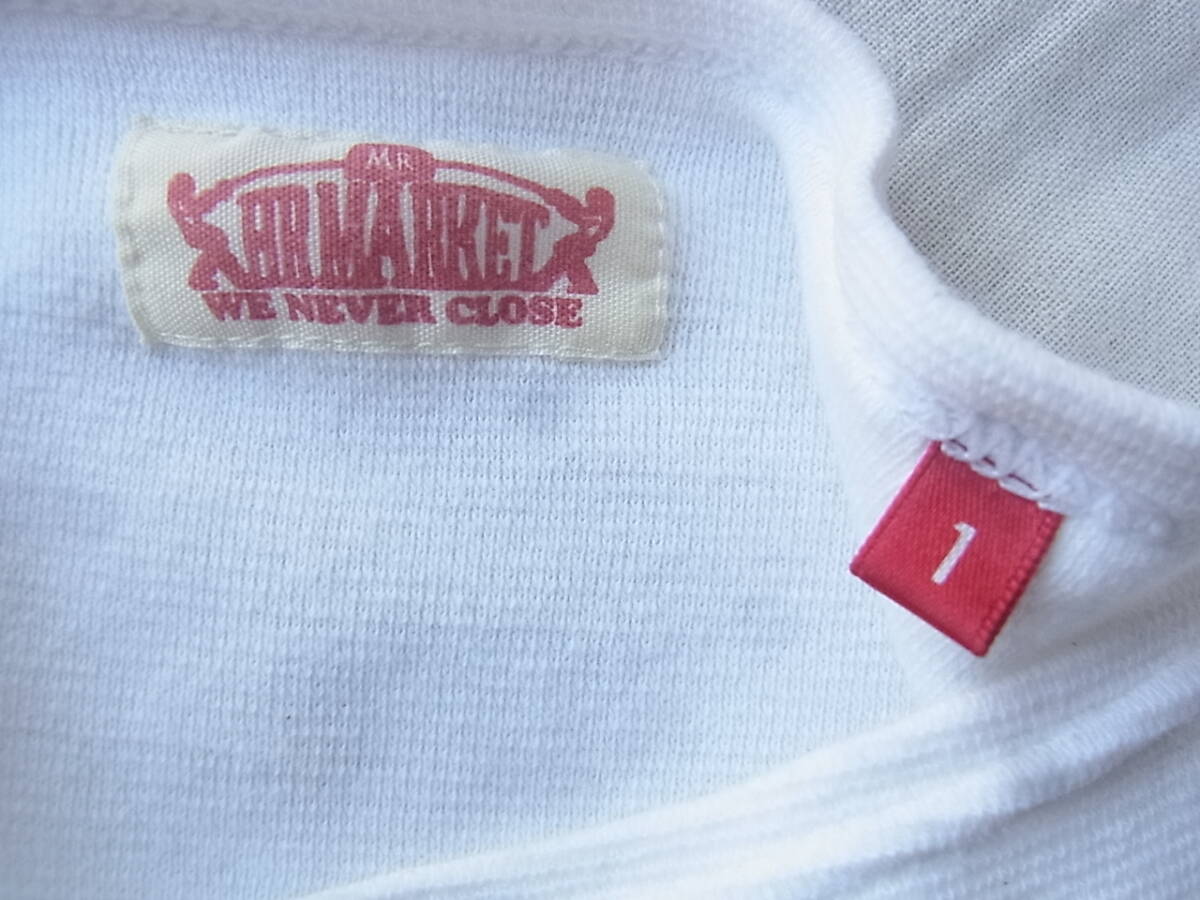 MR
HR MARKET
WE NEVER CLOSE
1